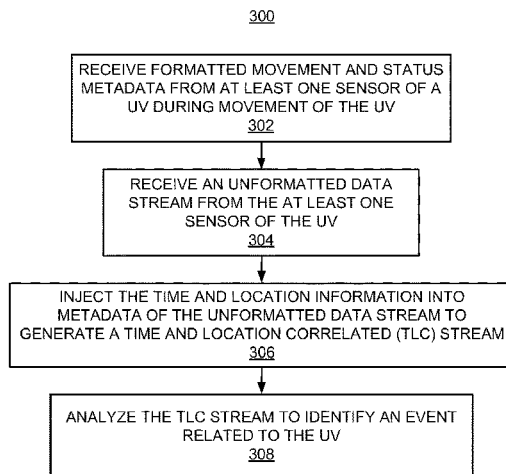 300
RECEIVE FORMATTED MOVEMENT AND STATUS
METADATA FROM AT LEAST ONE SENSOR OF A
UV DURING MOVEMENT OF THE UV
302
RECEIVE AN UNFORMATTED DATA
STREAM FROM THE AT LEAST ONE
SENSOR OF THE UV
304
INJECT THE TIME AND LOCATION INFORMATION INTO
METADATA OF THE UNFORMATTED DATA STREAM TO
GENERATE A TIME AND LOCATION CORRELATED (TLC) STREAM
306
ANALYZE THE TLC STREAM TO IDENTIFY AN EVENT
RELATED TO THE UV
308